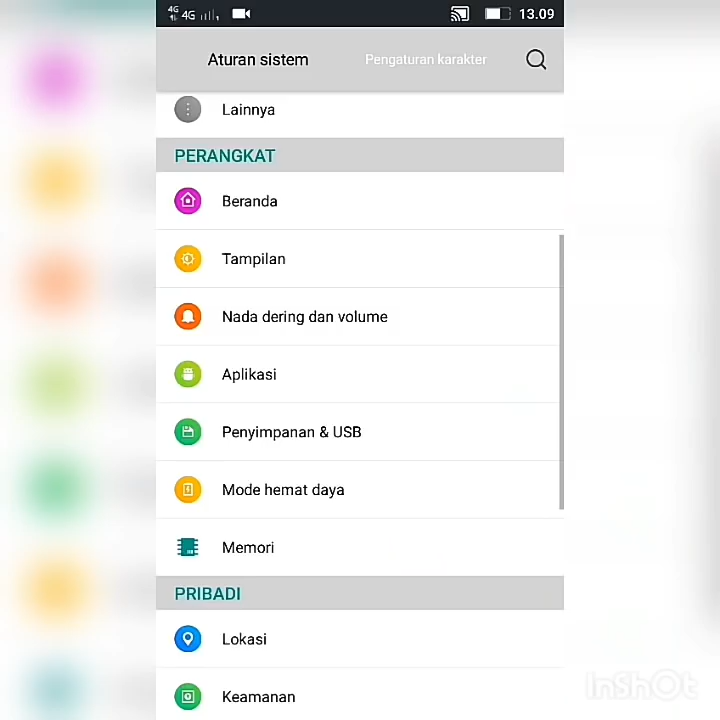 4G 4G 13.09
Aturan sistem Pengaturan karakter
Lainnya
PERANGKAT
Beranda
Tampilan
Nada dering dan volume
Aplikasi
Penyimpanan & USB
Mode hemat daya
Memori
PRIBADI
Lokasi
Keamanan
InShOt